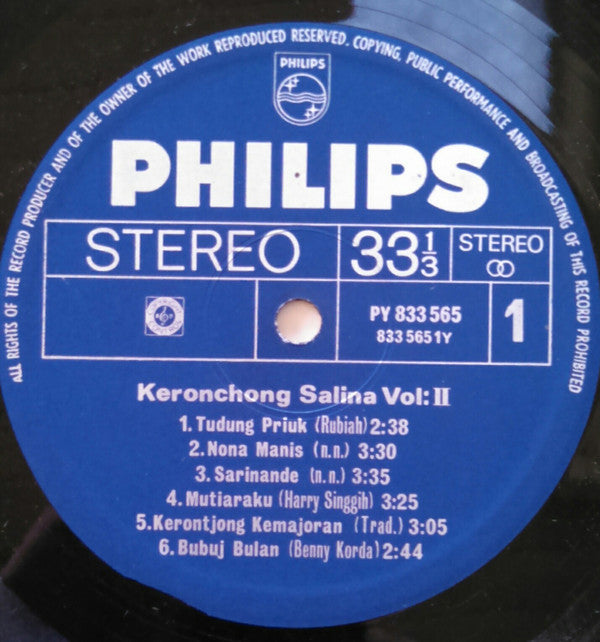 ALL RIGHTS OF THE RECORD PRODUCER AND OF THE OWNER OF THE WORK REPRODUCED RESERVED. COPYING, PUBLIC PERFORMANCE AND BROADCASTING OF THIS RECORD PROHIBITED
PHILIPS
PHILIPS
STEREO 33 1/3 STEREO
PY 833 565 1
833 565 1Y
Keronchong Salina Vol: II
1. Tudung Priuk (Rubiah) 2:38
2. Nona Manis (n.n.) 3:30
3. Sarinande (n.n.) 3:35
4. Mutiaraku (Harry Singgih) 3:25
5. Kerontjong Kemajoran (Trad.) 3:05
6. Bubuj Bulan (Benny Korda) 2:44